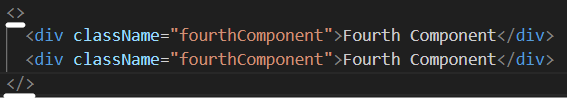 <>
<div className="fourthComponent">Fourth Component</div>
<div className="fourthComponent">Fourth Component</div>
</>